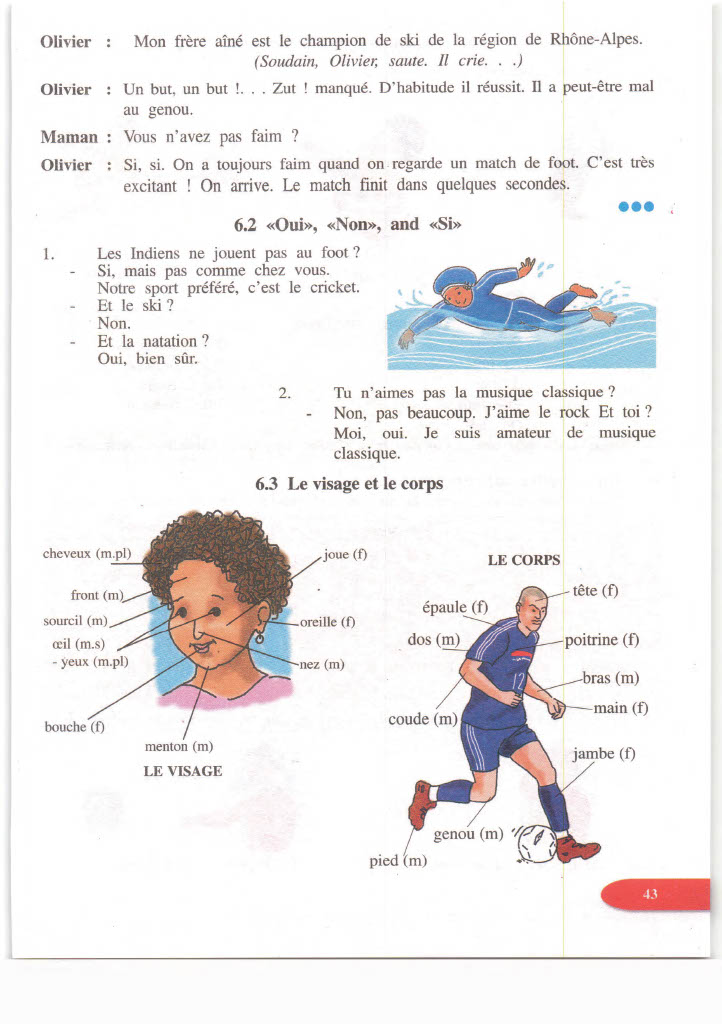 Olivier : Mon frère aîné est le champion de ski de la région de Rhône-Alpes.
(Soudain, Olivier, saute. Il crie. . .)
Olivier : Un but, un but !. . . Zut ! manqué. D'habitude il réussit. Il a peut-être mal
au genou.
Maman : Vous n'avez pas faim ?
Olivier : Si, si. On a toujours faim quand on regarde un match de foot. C'est très
excitant ! On arrive. Le match finit dans quelques secondes.
6.2 «Oui», «Non», and «Si»
1. Les Indiens ne jouent pas au foot ?
- Si, mais pas comme chez vous.
Notre sport préféré, c'est le cricket.
- Et le ski ?
Non.
- Et la natation ?
Oui, bien sûr.
2. Tu n'aimes pas la musique classique ?
- Non, pas beaucoup. J'aime le rock Et toi ?
Moi, oui. Je suis amateur de musique
classique.
6.3 Le visage et le corps
cheveux (m.pl)
joue (f)
front (m)
sourcil (m)
oreille (f)
œil (m.s)
- yeux (m.pl)
nez (m)
bouche (f)
menton (m)
LE VISAGE
LE CORPS
tête (f)
épaule (f)
dos (m)
poitrine (f)
bras (m)
main (f)
coude (m)
12
jambe (f)
genou (m)
pied (m)
43